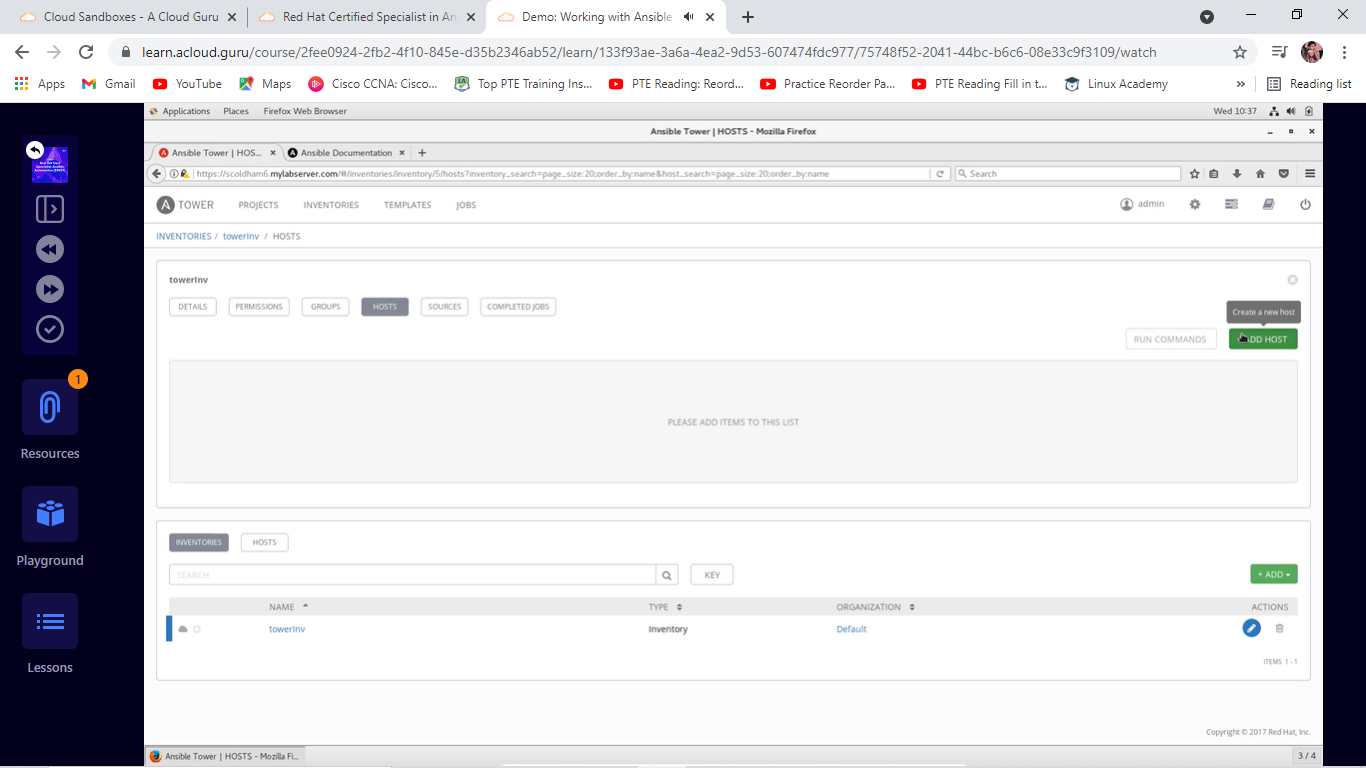 Cloud Sandboxes - A Cloud Guru
Red Hat Certified Specialist in An
Demo: Working with Ansible
learn.acloud.guru/course/2fee0924-2fb2-4f10-845e-d35b2346ab52/learn/133f93ae-3a6a-4ea2-9d53-607474fdc977/75748f52-2041-44bc-b6c6-08e33c9f3109/watch
Apps Gmail YouTube Maps Cisco CCNA: Cisco... Top PTE Training Ins... PTE Reading: Reord... Practice Reorder Pa... PTE Reading Fill in t... Linux Academy » Reading list
Applications Places Firefox Web Browser Wed 10:37
Ansible Tower | HOSTS - Mozilla Firefox
Ansible Tower | HOS... Ansible Documentation
https://scoldham6.mylabserver.com/#/inventories/inventory/5/hosts?inventory_search=page_size:20;order_by:name&host_search=page_size:20;order_by:name Search
A TOWER PROJECTS INVENTORIES TEMPLATES JOBS admin
INVENTORIES / towerInv / HOSTS
towerInv
DETAILS PERMISSIONS GROUPS HOSTS SOURCES COMPLETED JOBS
Create a new host
RUN COMMANDS DD HOST
PLEASE ADD ITEMS TO THIS LIST
INVENTORIES HOSTS
SEARCH KEY + ADD
NAME TYPE ORGANIZATION ACTIONS
towerInv Inventory Default
ITEMS 1 - 1
Copyright © 2017 Red Hat, Inc.
Ansible Tower | HOSTS - Mozilla Fi... 3 / 4
1
Resources
Playground
Lessons